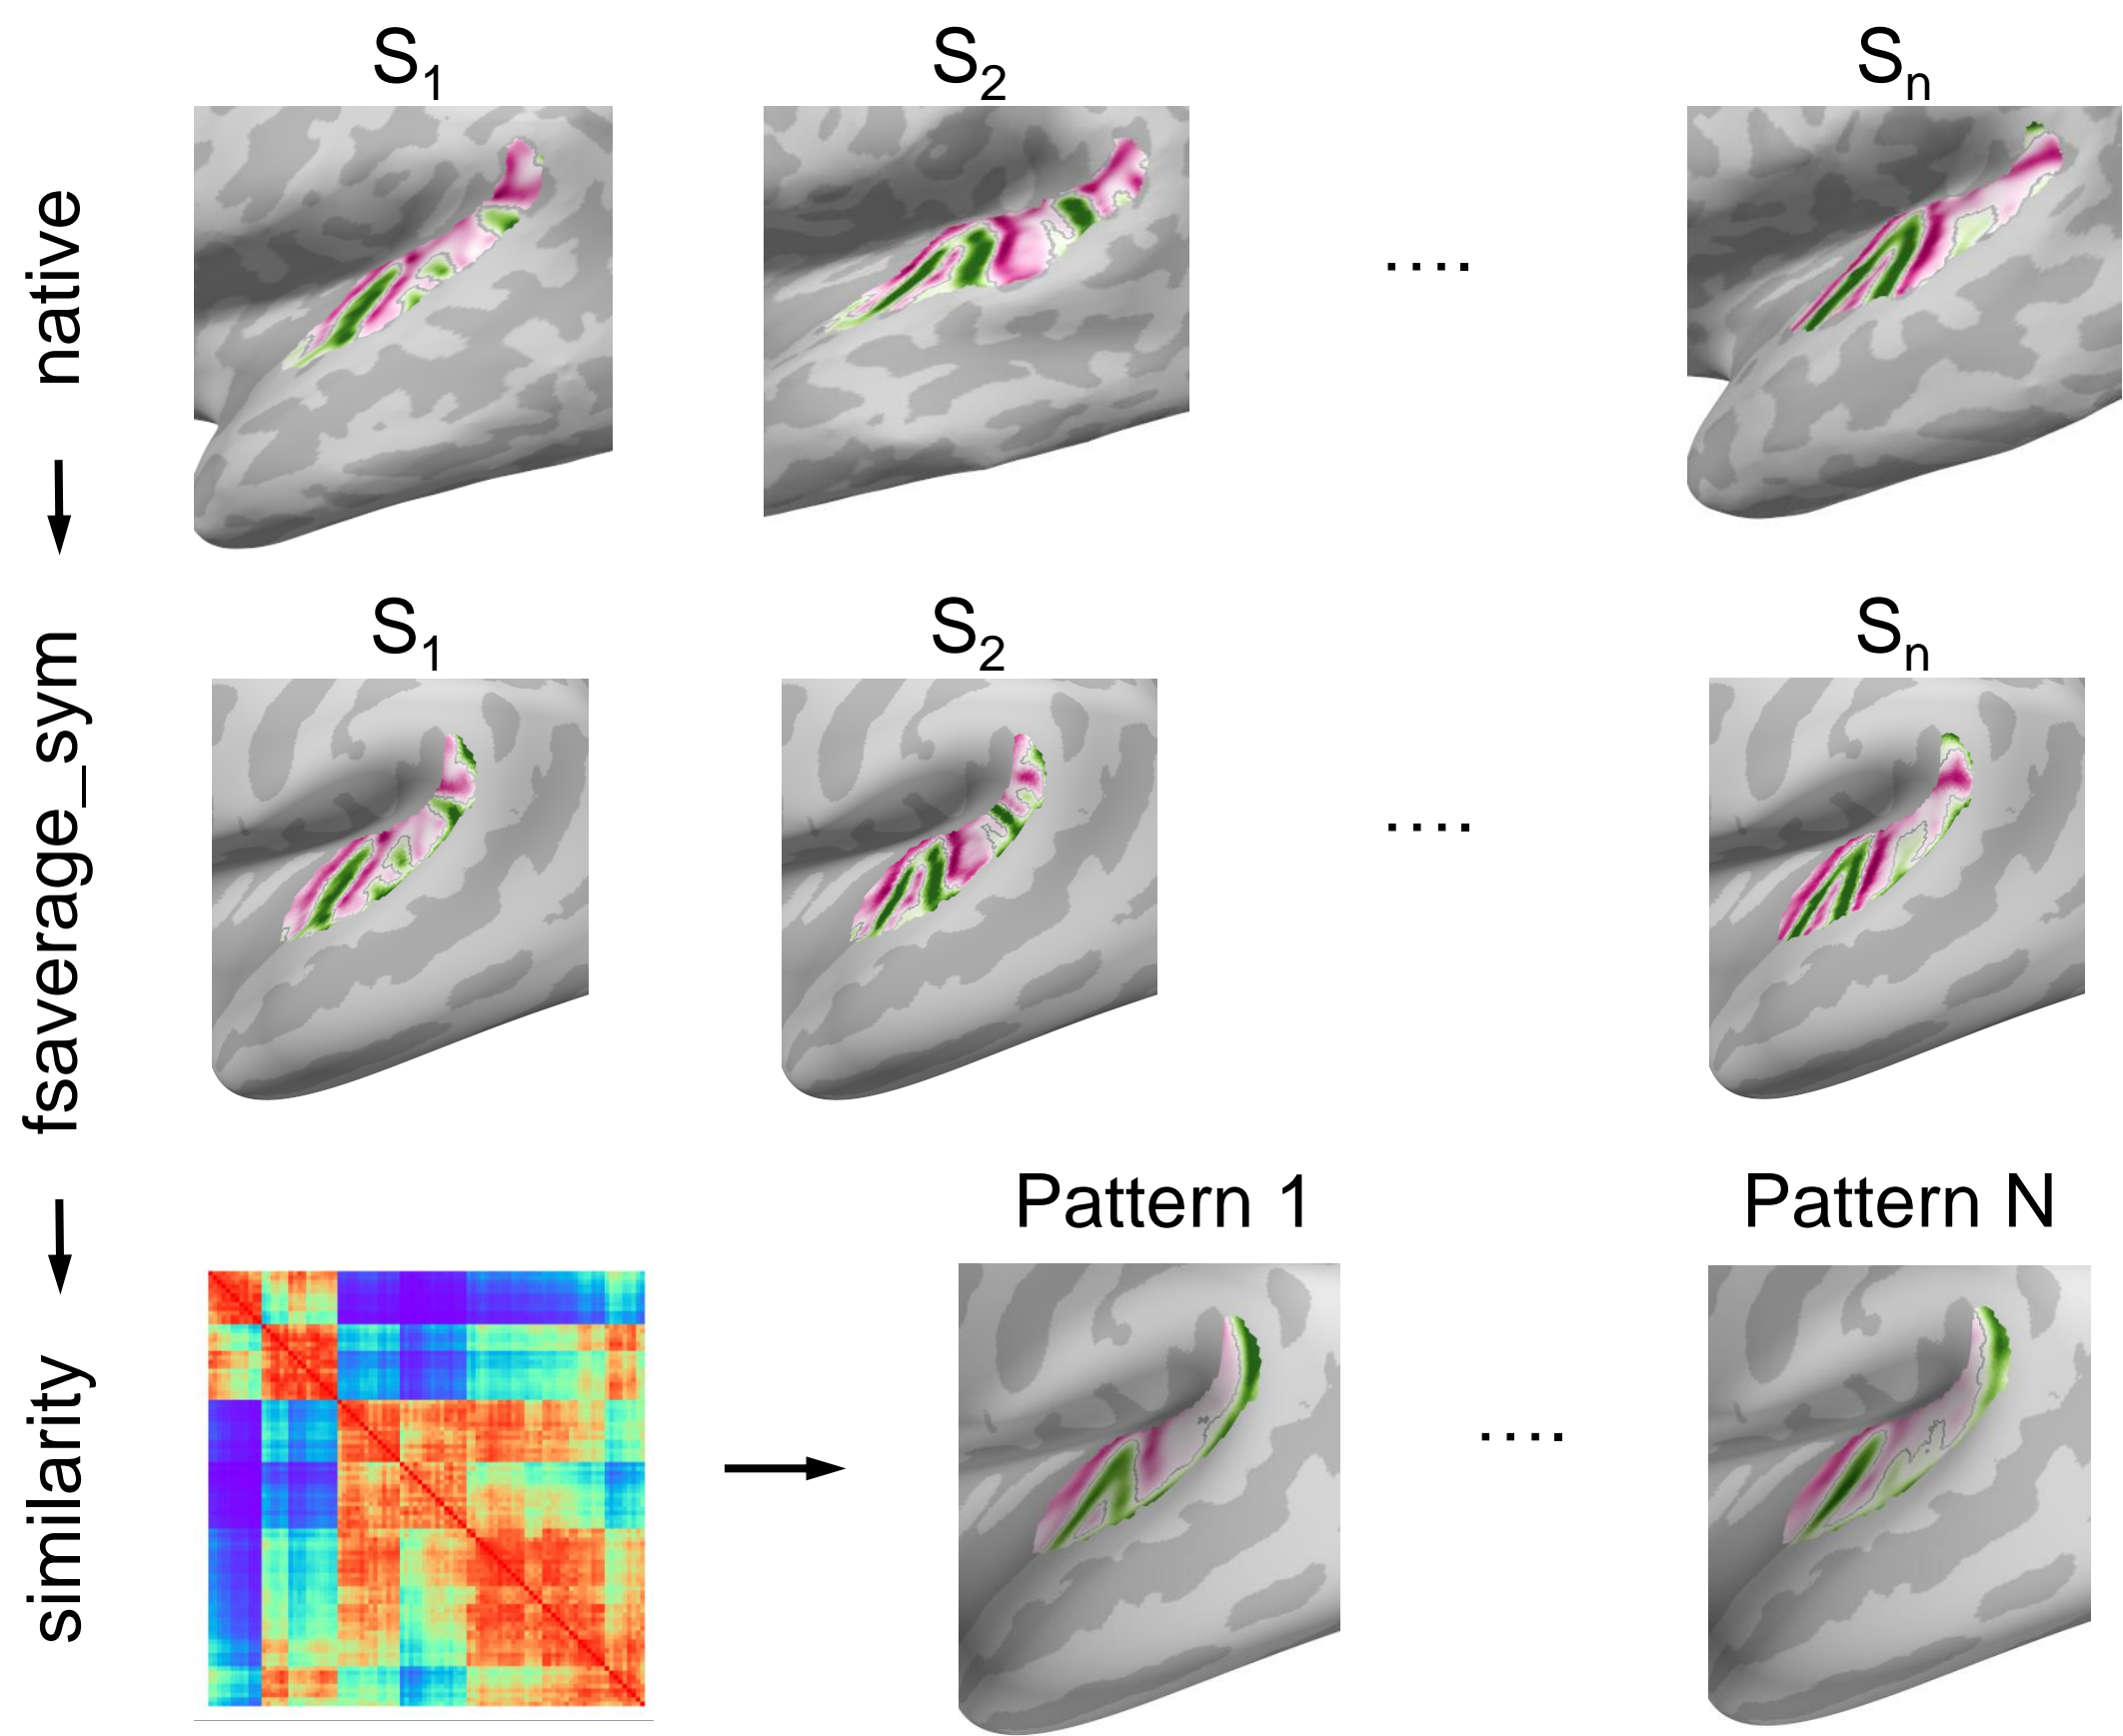 S1
S2
Sn
native
....
S1
S2
Sn
fsaverage_sym
....
Pattern 1
Pattern N
similarity
....